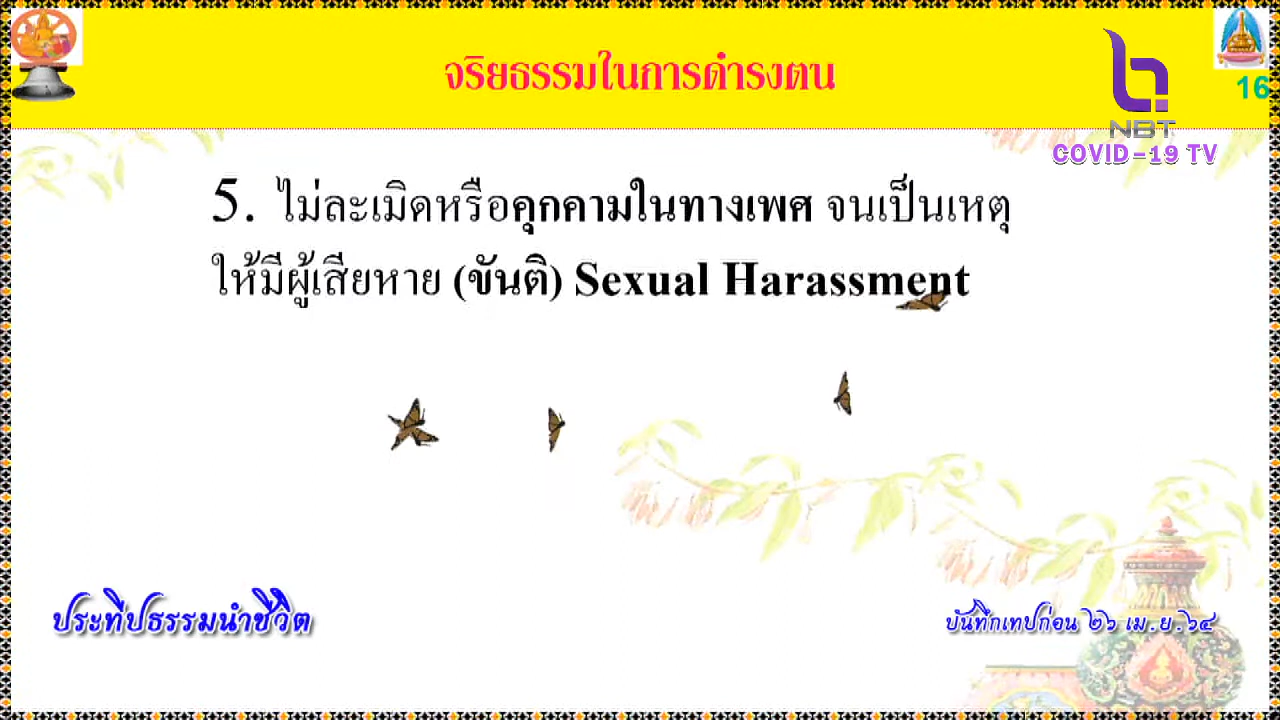 จริยธรรมในการดำรงตน
16
NBT
COVID-19 TV
5. ไม่ละเมิดหรือคุกคามในทางเพศ จนเป็นเหตุ
ให้มีผู้เสียหาย (ขันติ) Sexual Harassment
ประทีปธรรมนำชีวิต
บันทึกเทปก่อน ๒๖ เม.ย.๖๔